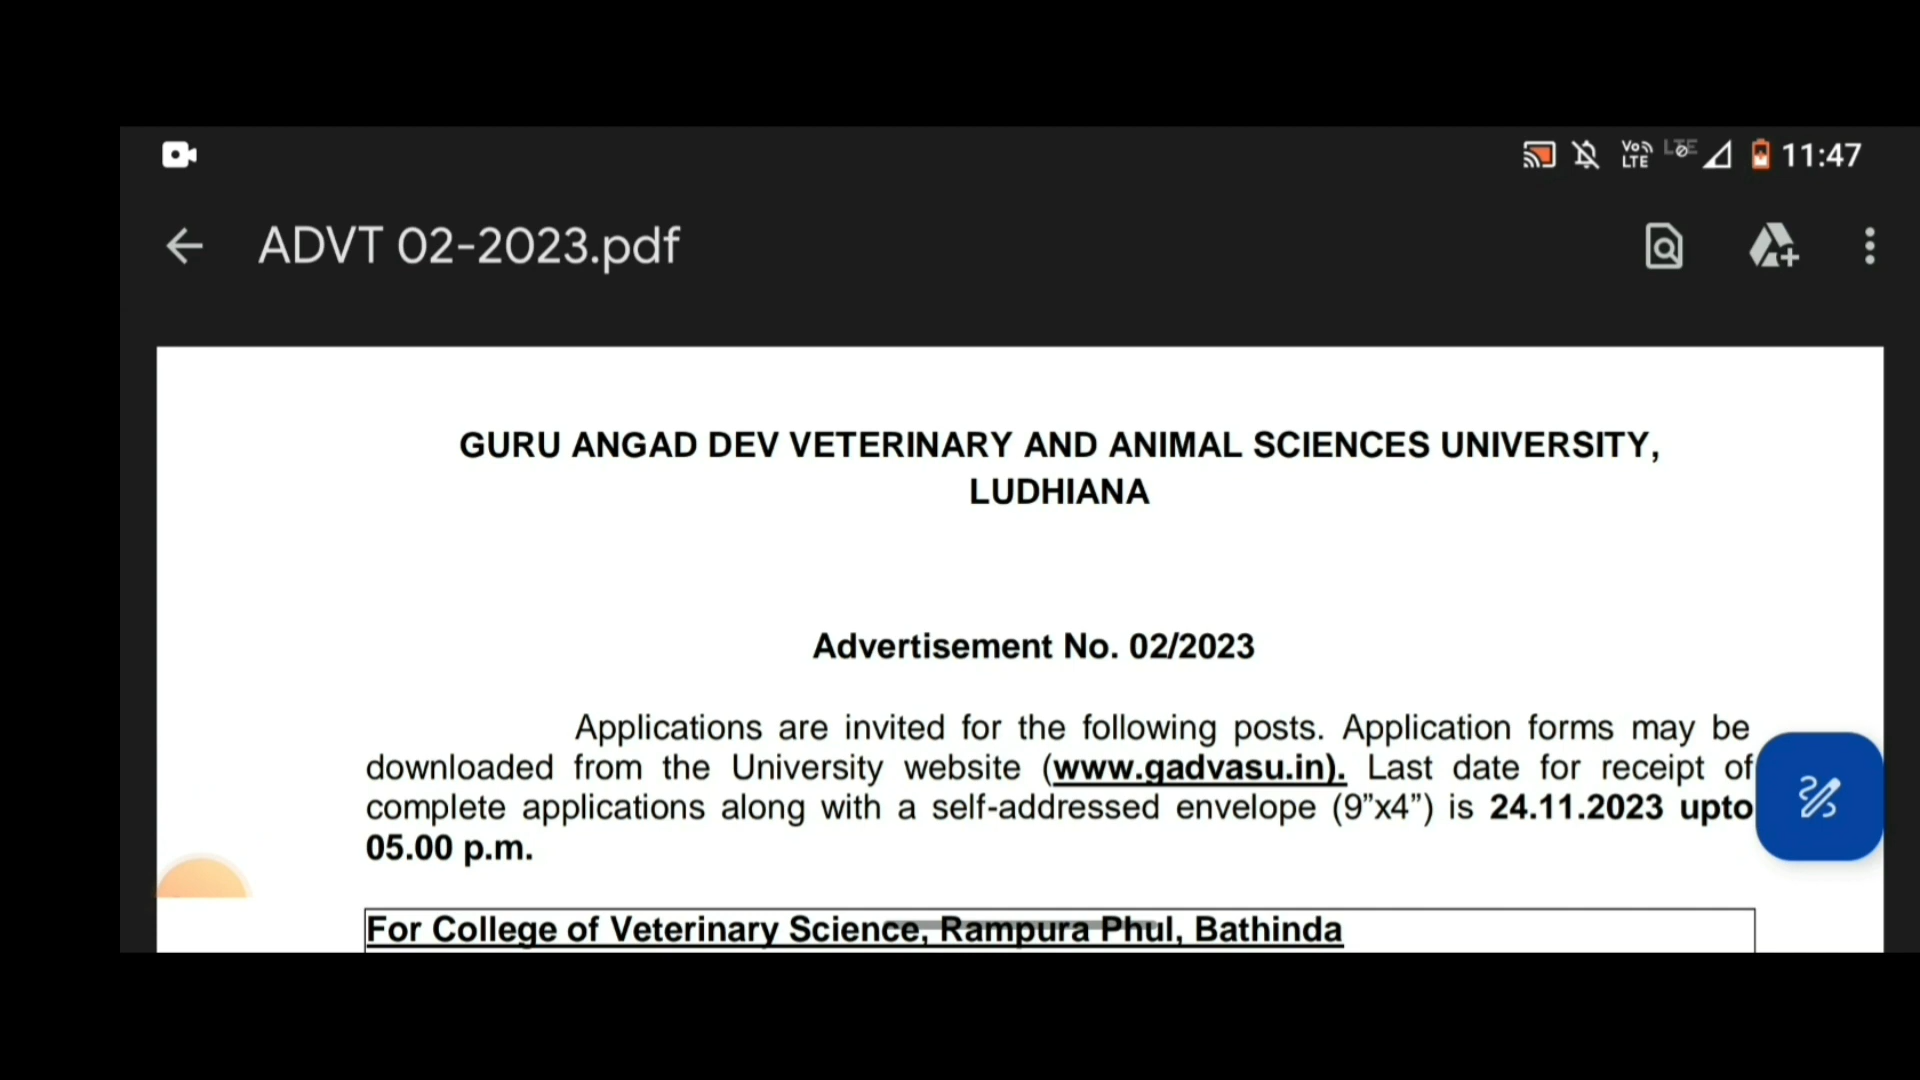 11:47
ADVT 02-2023.pdf
GURU ANGAD DEV VETERINARY AND ANIMAL SCIENCES UNIVERSITY,
LUDHIANA
Advertisement No. 02/2023
Applications are invited for the following posts. Application forms may be
downloaded from the University website (www.gadvasu.in). Last date for receipt of
complete applications along with a self-addressed envelope (9”x4”) is 24.11.2023 upto
05.00 p.m.
For College of Veterinary Science, Rampura Phul, Bathinda